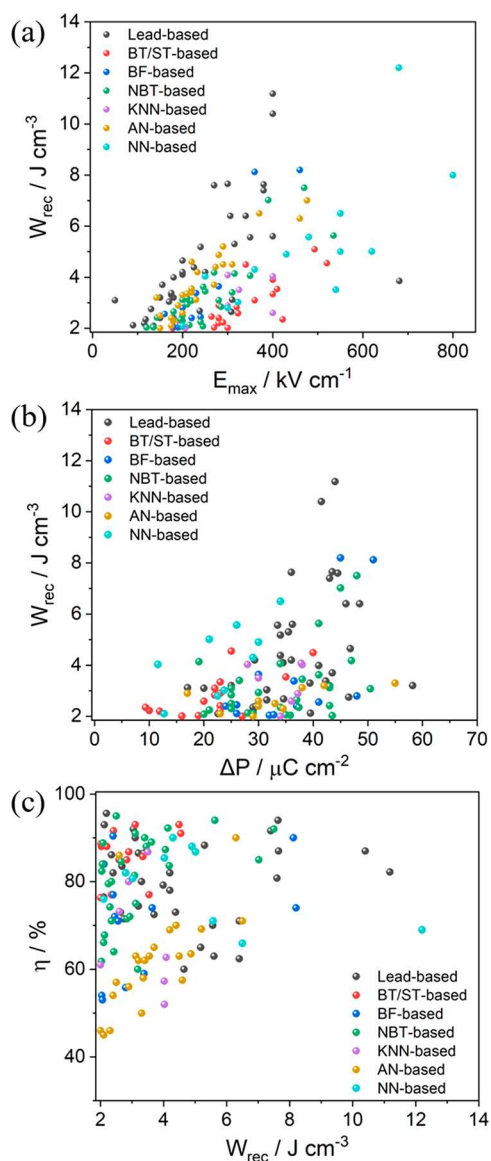 (a)
14
12
10
8
6
4
2
W_rec / J cm⁻³
Lead-based
BT/ST-based
BF-based
NBT-based
KNN-based
AN-based
NN-based
0 200 400 600 800
E_max / kV cm⁻¹
(b)
14
12
10
8
6
4
2
W_rec / J cm⁻³
Lead-based
BT/ST-based
BF-based
NBT-based
KNN-based
AN-based
NN-based
0 10 20 30 40 50 60 70
ΔP / μC cm⁻²
(c)
100
80
60
40
η / %
Lead-based
BT/ST-based
BF-based
NBT-based
KNN-based
AN-based
NN-based
2 4 6 8 10 12 14
W_rec / J cm⁻³